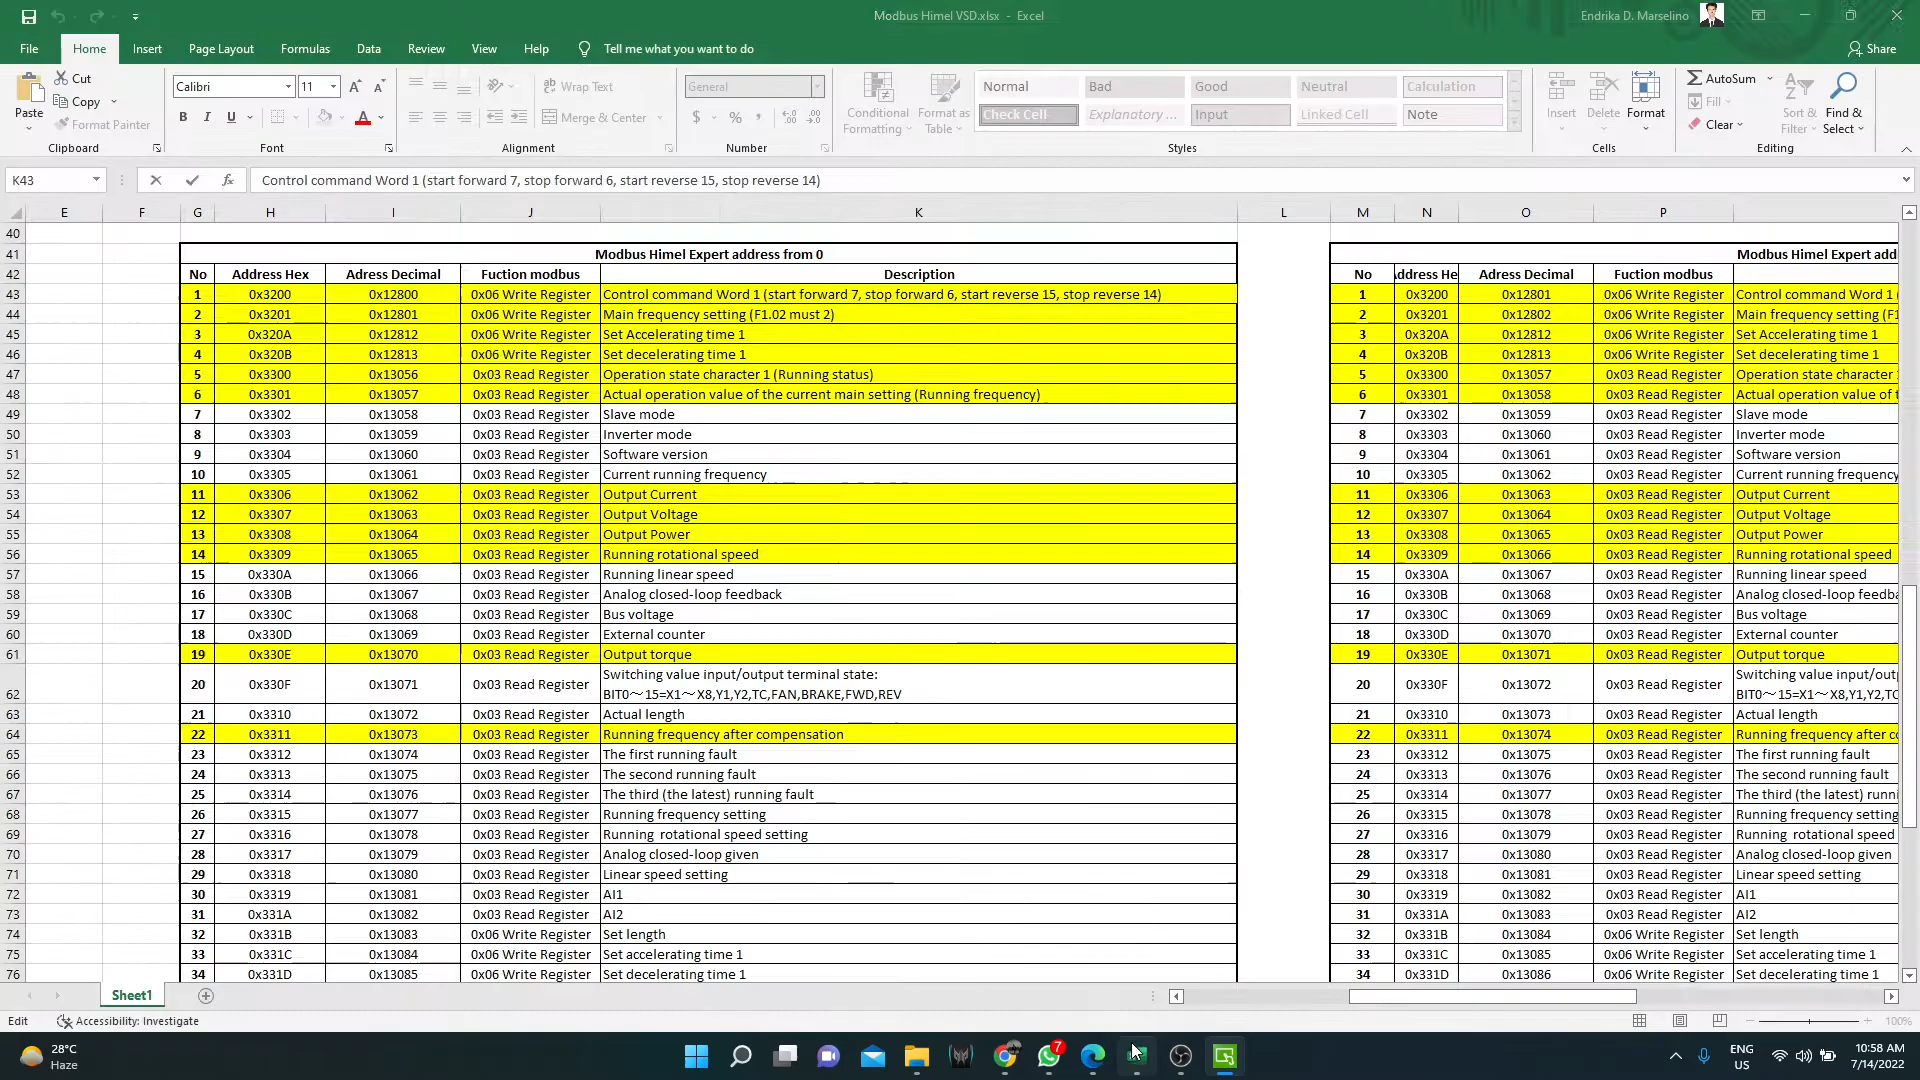 Modbus Himel VSD.xlsx - Excel
Endrika D. Marselino
File Home Insert Page Layout Formulas Data Review View Help Tell me what you want to do Share
Paste Cut Copy Format Painter Clipboard
Calibri 11 B I U A Font
Wrap Text Merge & Center Alignment
General $ % Number
Conditional Formatting Format as Table
Normal Bad Good Neutral Calculation
Check Cell Explanatory ... Input Linked Cell Note
Styles
Insert Delete Format Cells
AutoSum Fill Clear Sort & Filter Find & Select Editing
K43 fx Control command Word 1 (start forward 7, stop forward 6, start reverse 15, stop reverse 14)
E F G H I J K L M N O P
40
41 Modbus Himel Expert address from 0 Modbus Himel Expert add
42 No Address Hex Adress Decimal Fuction modbus Description No ddress He Adress Decimal Fuction modbus
43 1 0x3200 0x12800 0x06 Write Register Control command Word 1 (start forward 7, stop forward 6, start reverse 15, stop reverse 14) 1 0x3200 0x12801 0x06 Write Register Control command Word 1 (
44 2 0x3201 0x12801 0x06 Write Register Main frequency setting (F1.02 must 2) 2 0x3201 0x12802 0x06 Write Register Main frequency setting (F1
45 3 0x320A 0x12812 0x06 Write Register Set Accelerating time 1 3 0x320A 0x12812 0x06 Write Register Set Accelerating time 1
46 4 0x320B 0x12813 0x06 Write Register Set decelerating time 1 4 0x320B 0x12813 0x06 Write Register Set decelerating time 1
47 5 0x3300 0x13056 0x03 Read Register Operation state character 1 (Running status) 5 0x3300 0x13057 0x03 Read Register Operation state character
48 6 0x3301 0x13057 0x03 Read Register Actual operation value of the current main setting (Running frequency) 6 0x3301 0x13058 0x03 Read Register Actual operation value of t
49 7 0x3302 0x13058 0x03 Read Register Slave mode 7 0x3302 0x13059 0x03 Read Register Slave mode
50 8 0x3303 0x13059 0x03 Read Register Inverter mode 8 0x3303 0x13060 0x03 Read Register Inverter mode
51 9 0x3304 0x13060 0x03 Read Register Software version 9 0x3304 0x13061 0x03 Read Register Software version
52 10 0x3305 0x13061 0x03 Read Register Current running frequency 10 0x3305 0x13062 0x03 Read Register Current running frequency
53 11 0x3306 0x13062 0x03 Read Register Output Current 11 0x3306 0x13063 0x03 Read Register Output Current
54 12 0x3307 0x13063 0x03 Read Register Output Voltage 12 0x3307 0x13064 0x03 Read Register Output Voltage
55 13 0x3308 0x13064 0x03 Read Register Output Power 13 0x3308 0x13065 0x03 Read Register Output Power
56 14 0x3309 0x13065 0x03 Read Register Running rotational speed 14 0x3309 0x13066 0x03 Read Register Running rotational speed
57 15 0x330A 0x13066 0x03 Read Register Running linear speed 15 0x330A 0x13067 0x03 Read Register Running linear speed
58 16 0x330B 0x13067 0x03 Read Register Analog closed-loop feedback 16 0x330B 0x13068 0x03 Read Register Analog closed-loop feedba
59 17 0x330C 0x13068 0x03 Read Register Bus voltage 17 0x330C 0x13069 0x03 Read Register Bus voltage
60 18 0x330D 0x13069 0x03 Read Register External counter 18 0x330D 0x13070 0x03 Read Register External counter
61 19 0x330E 0x13070 0x03 Read Register Output torque 19 0x330E 0x13071 0x03 Read Register Output torque
62 20 0x330F 0x13071 0x03 Read Register Switching value input/output terminal state: 20 0x330F 0x13072 0x03 Read Register Switching value input/outp
BIT0～15=X1～X8,Y1,Y2,TC,FAN,BRAKE,FWD,REV BIT0～15=X1～X8,Y1,Y2,TC
63 21 0x3310 0x13072 0x03 Read Register Actual length 21 0x3310 0x13073 0x03 Read Register Actual length
64 22 0x3311 0x13073 0x03 Read Register Running frequency after compensation 22 0x3311 0x13074 0x03 Read Register Running frequency after co
65 23 0x3312 0x13074 0x03 Read Register The first running fault 23 0x3312 0x13075 0x03 Read Register The first running fault
66 24 0x3313 0x13075 0x03 Read Register The second running fault 24 0x3313 0x13076 0x03 Read Register The second running fault
67 25 0x3314 0x13076 0x03 Read Register The third (the latest) running fault 25 0x3314 0x13077 0x03 Read Register The third (the latest) runni
68 26 0x3315 0x13077 0x03 Read Register Running frequency setting 26 0x3315 0x13078 0x03 Read Register Running frequency setting
69 27 0x3316 0x13078 0x03 Read Register Running rotational speed setting 27 0x3316 0x13079 0x03 Read Register Running rotational speed
70 28 0x3317 0x13079 0x03 Read Register Analog closed-loop given 28 0x3317 0x13080 0x03 Read Register Analog closed-loop given
71 29 0x3318 0x13080 0x03 Read Register Linear speed setting 29 0x3318 0x13081 0x03 Read Register Linear speed setting
72 30 0x3319 0x13081 0x03 Read Register AI1 30 0x3319 0x13082 0x03 Read Register AI1
73 31 0x331A 0x13082 0x03 Read Register AI2 31 0x331A 0x13083 0x03 Read Register AI2
74 32 0x331B 0x13083 0x06 Write Register Set length 32 0x331B 0x13084 0x06 Write Register Set length
75 33 0x331C 0x13084 0x06 Write Register Set accelerating time 1 33 0x331C 0x13085 0x06 Write Register Set accelerating time 1
76 34 0x331D 0x13085 0x06 Write Register Set decelerating time 1 34 0x331D 0x13086 0x06 Write Register Set decelerating time 1
Sheet1
Edit Accessibility: Investigate 100%
28°C
Haze
7
ENG
US
10:58 AM
7/14/2022